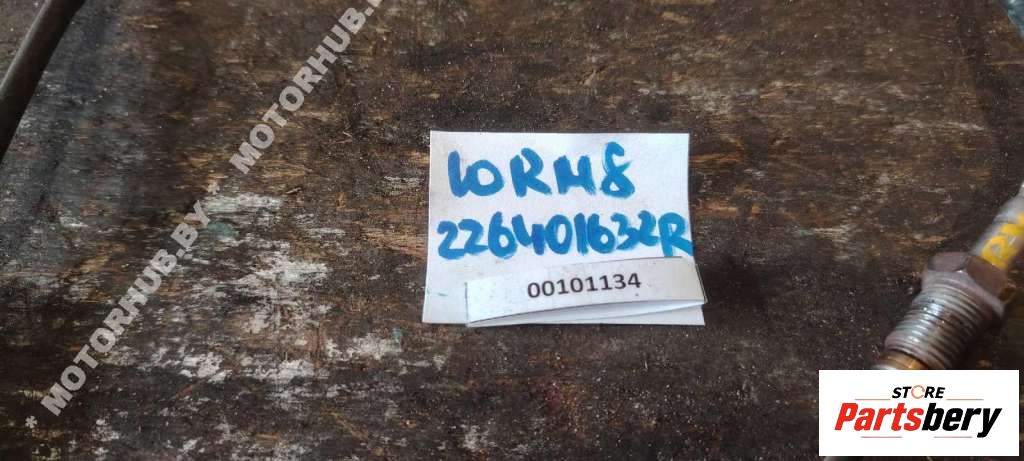 MOTORHUB.BY * MOTORHUB.BY
10RH8
226401632R
00101134
STORE
Partsbery